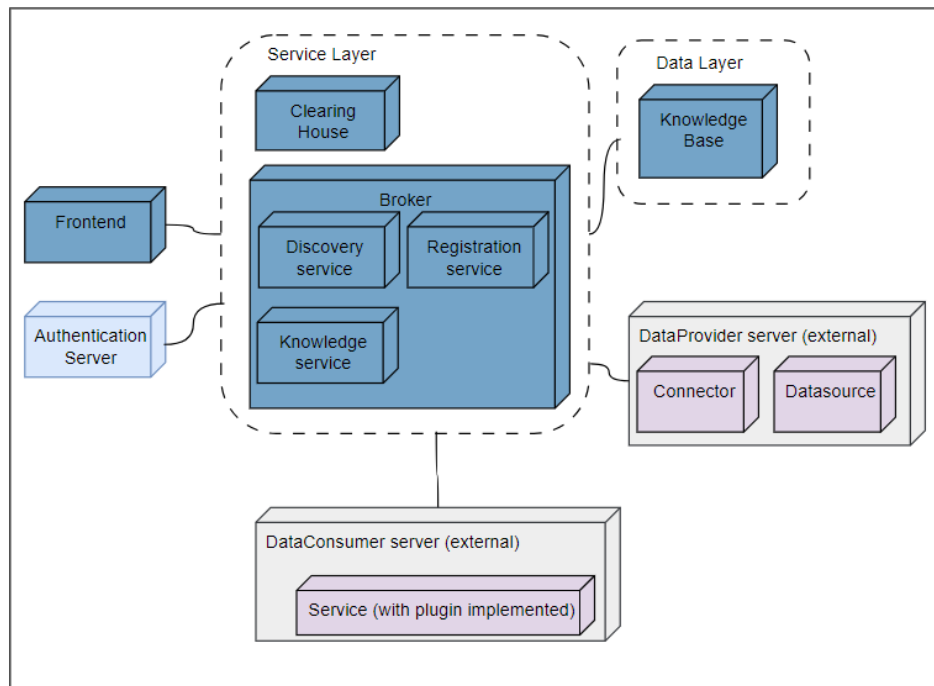 Service Layer
Clearing
House
Data Layer
Knowledge
Base
Broker
Frontend
Discovery
service
Registration
service
Authentication
Server
Knowledge
service
DataProvider server (external)
Connector
Datasource
DataConsumer server (external)
Service (with plugin implemented)